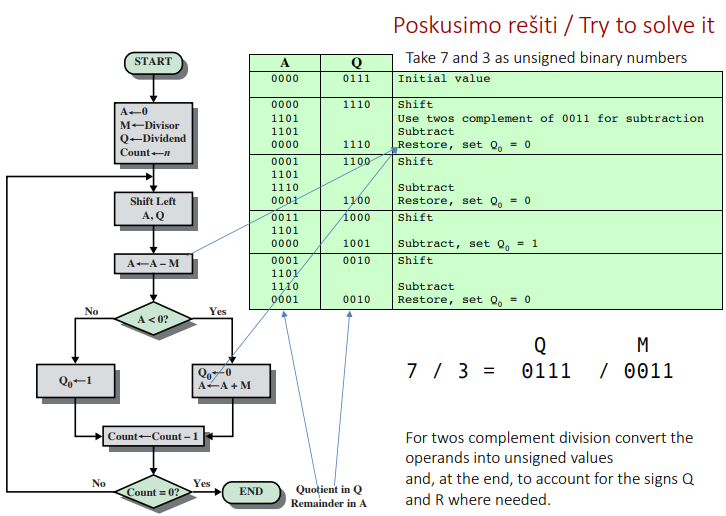 Poskusimo rešiti / Try to solve it
Take 7 and 3 as unsigned binary numbers
START
A←0
M←Divisor
Q←Dividend
Count←n
Shift Left
A, Q
A←A – M
No
A < 0?
Yes
Q0←1
Q0←0
A←A + M
Count←Count – 1
No
Count = 0?
Yes
END
Quotient in Q
Remainder in A
A Q
0000 0111 Initial value
0000 1110 Shift
1101 Use twos complement of 0011 for subtraction
1101 Subtract
0000 1110 Restore, set Q0 = 0
0001 1100 Shift
1101
1110 Subtract
0001 1100 Restore, set Q0 = 0
0011 1000 Shift
1101
0000 1001 Subtract, set Q0 = 1
0001 0010 Shift
1101
1110 Subtract
0001 0010 Restore, set Q0 = 0
Q M
7 / 3 = 0111 / 0011
For twos complement division convert the
operands into unsigned values
and, at the end, to account for the signs Q
and R where needed.